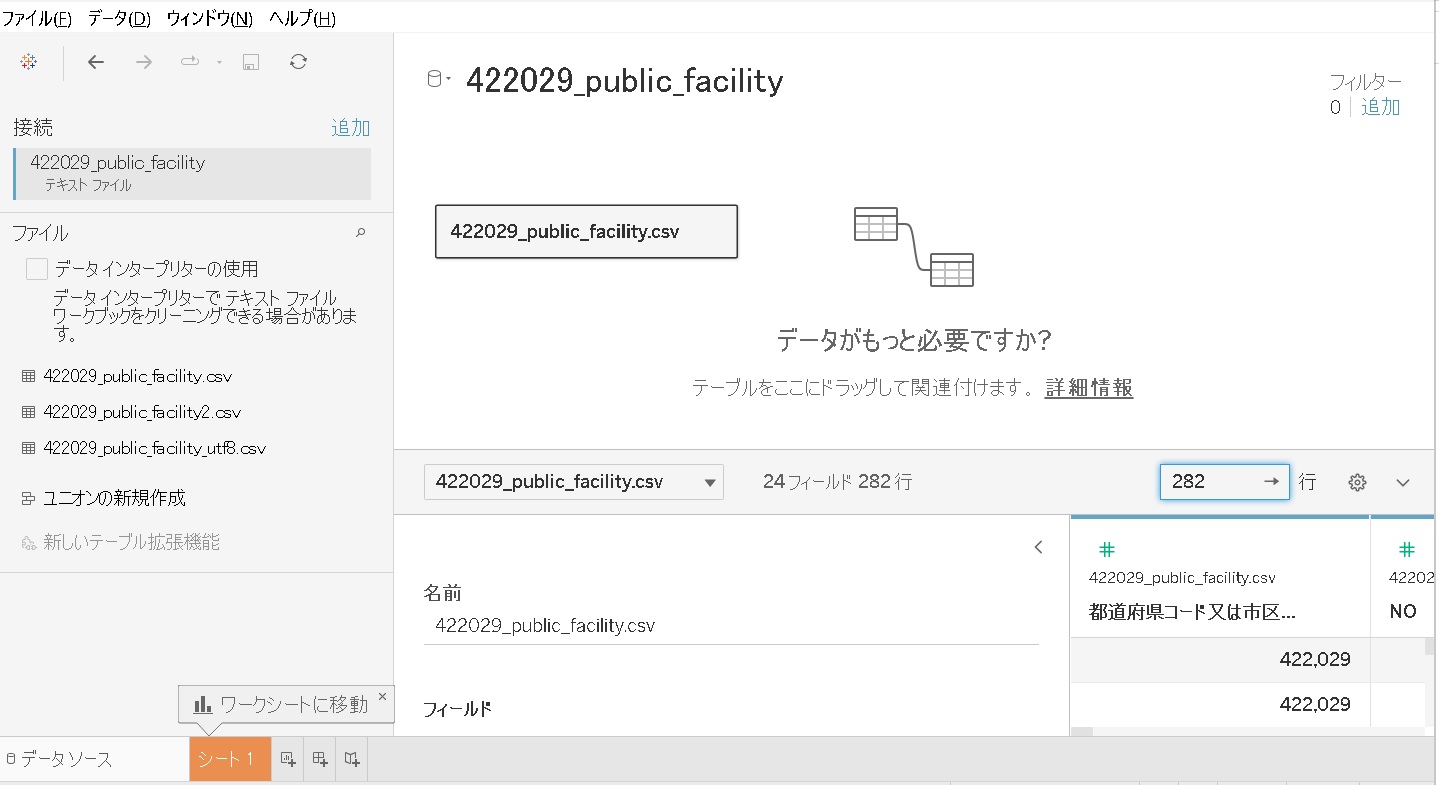 ファイル(F) データ(D) ウィンドウ(N) ヘルプ(H)
422029_public_facility
フィルター
0 追加
接続 追加
422029_public_facility
テキスト ファイル
ファイル
データ インタープリターの使用
データ インタープリターで テキスト ファイル
ワークブックをクリーニングできる場合がありま
す。
422029_public_facility.csv
422029_public_facility2.csv
422029_public_facility_utf8.csv
ユニオンの新規作成
新しいテーブル拡張機能
422029_public_facility.csv
データがもっと必要ですか?
テーブルをここにドラッグして関連付けます。 詳細情報
422029_public_facility.csv 24 フィールド 282 行 282 → 行
名前
422029_public_facility.csv
フィールド
422029_public_facility.csv 42202
都道府県コード又は市区... NO
422,029
422,029
ワークシートに移動
データ ソース シート 1